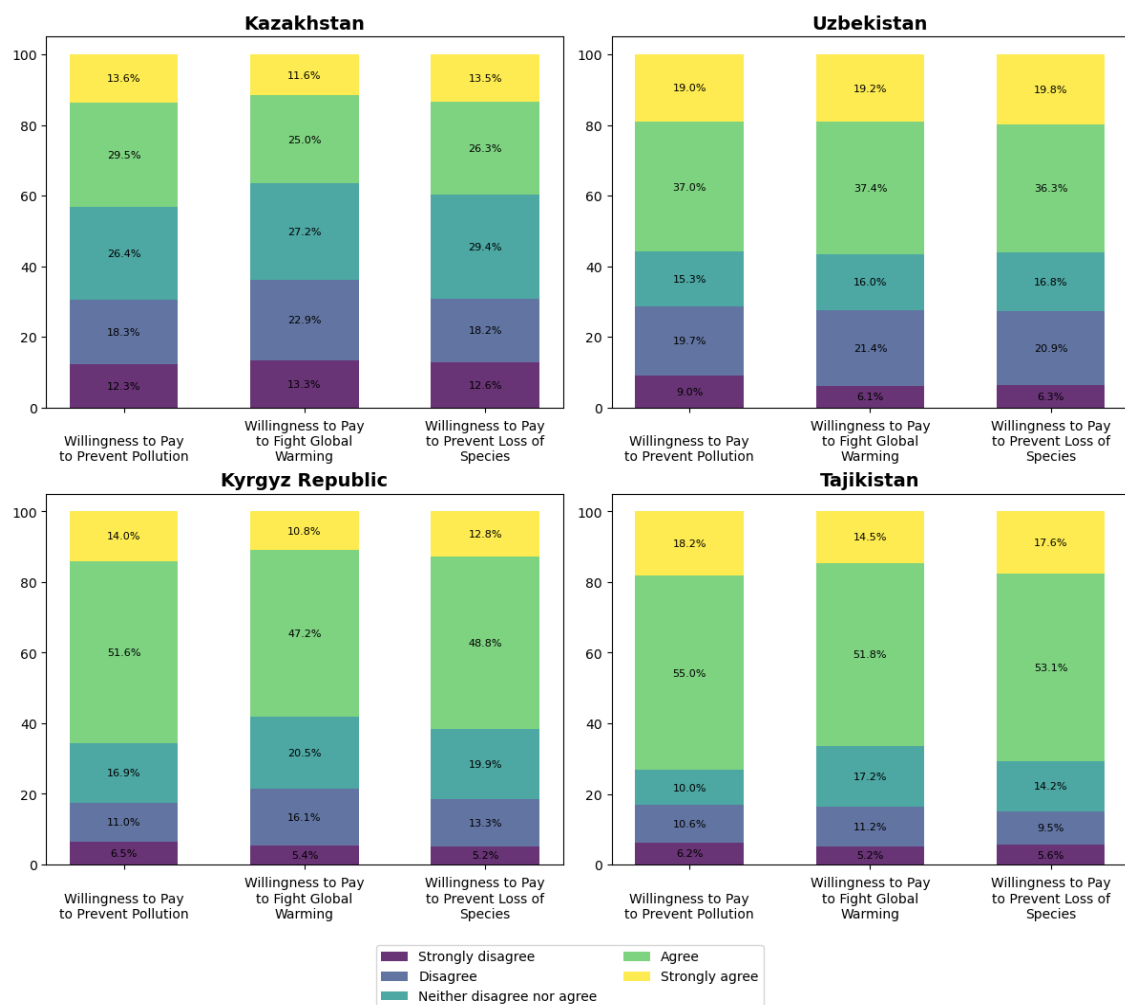 Kazakhstan
100
80
60
40
20
0
13.6%
11.6%
13.5%
29.5%
25.0%
26.3%
26.4%
27.2%
29.4%
18.3%
22.9%
18.2%
12.3%
13.3%
12.6%
Willingness to Pay
to Prevent Pollution
Willingness to Pay
to Fight Global
Warming
Willingness to Pay
to Prevent Loss of
Species
Uzbekistan
100
80
60
40
20
0
19.0%
19.2%
19.8%
37.0%
37.4%
36.3%
15.3%
16.0%
16.8%
19.7%
21.4%
20.9%
9.0%
6.1%
6.3%
Willingness to Pay
to Prevent Pollution
Willingness to Pay
to Fight Global
Warming
Willingness to Pay
to Prevent Loss of
Species
Kyrgyz Republic
100
80
60
40
20
0
14.0%
10.8%
12.8%
51.6%
47.2%
48.8%
16.9%
20.5%
19.9%
11.0%
16.1%
13.3%
6.5%
5.4%
5.2%
Willingness to Pay
to Prevent Pollution
Willingness to Pay
to Fight Global
Warming
Willingness to Pay
to Prevent Loss of
Species
Tajikistan
100
80
60
40
20
0
18.2%
14.5%
17.6%
55.0%
51.8%
53.1%
10.0%
17.2%
14.2%
10.6%
11.2%
9.5%
6.2%
5.2%
5.6%
Willingness to Pay
to Prevent Pollution
Willingness to Pay
to Fight Global
Warming
Willingness to Pay
to Prevent Loss of
Species
Strongly disagree
Disagree
Neither disagree nor agree
Agree
Strongly agree